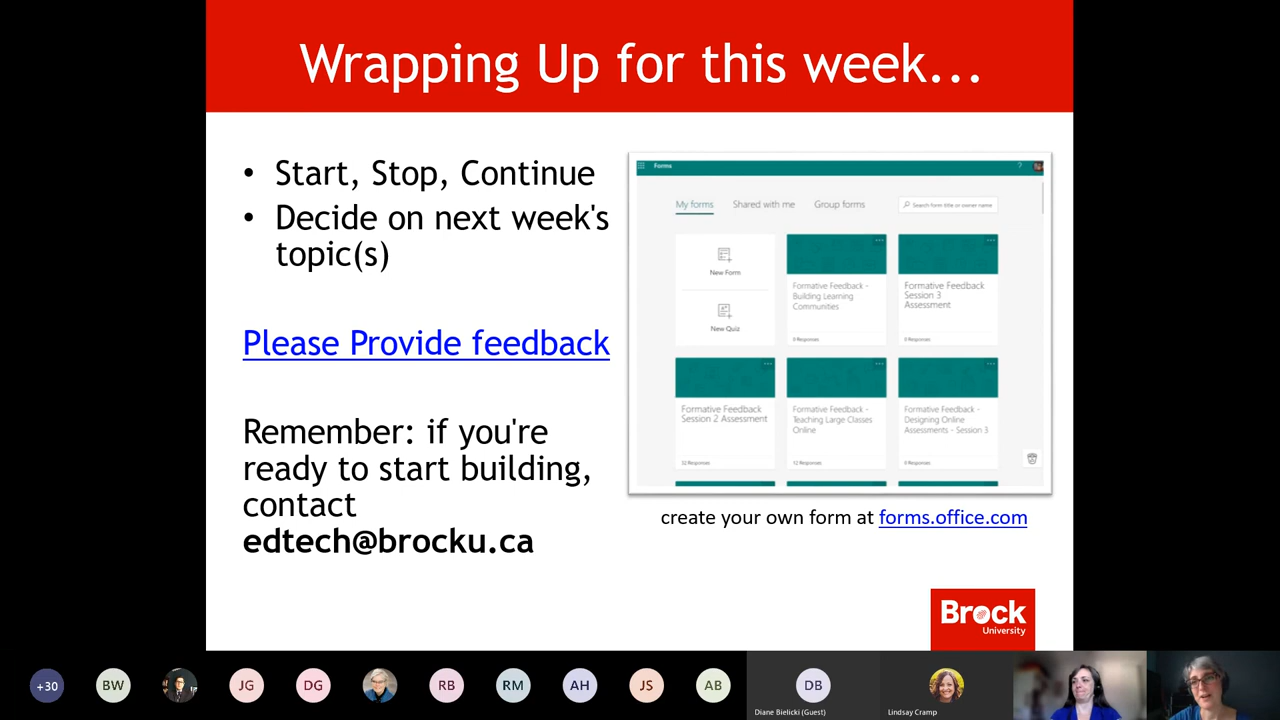 Wrapping Up for this week...
• Start, Stop, Continue
• Decide on next week's
topic(s)
Please Provide feedback
Remember: if you're
ready to start building,
contact
edtech@brocku.ca
Forms
?
My forms
Shared with me
Group forms
Search form title or owner name
New Form
New Quiz
Formative Feedback -
Building Learning
Communities
Formative Feedback
Session 3
Assessment
Formative Feedback
Session 2 Assessment
32 Responses
Formative Feedback -
Teaching Large Classes
Online
12 Responses
Formative Feedback -
Designing Online
Assessments - Session 3
create your own form at forms.office.com
Brock
University
+30
BW
JG
DG
RB
RM
AH
JS
AB
DB
Diane Bielicki (Guest)
Lindsay Cramp